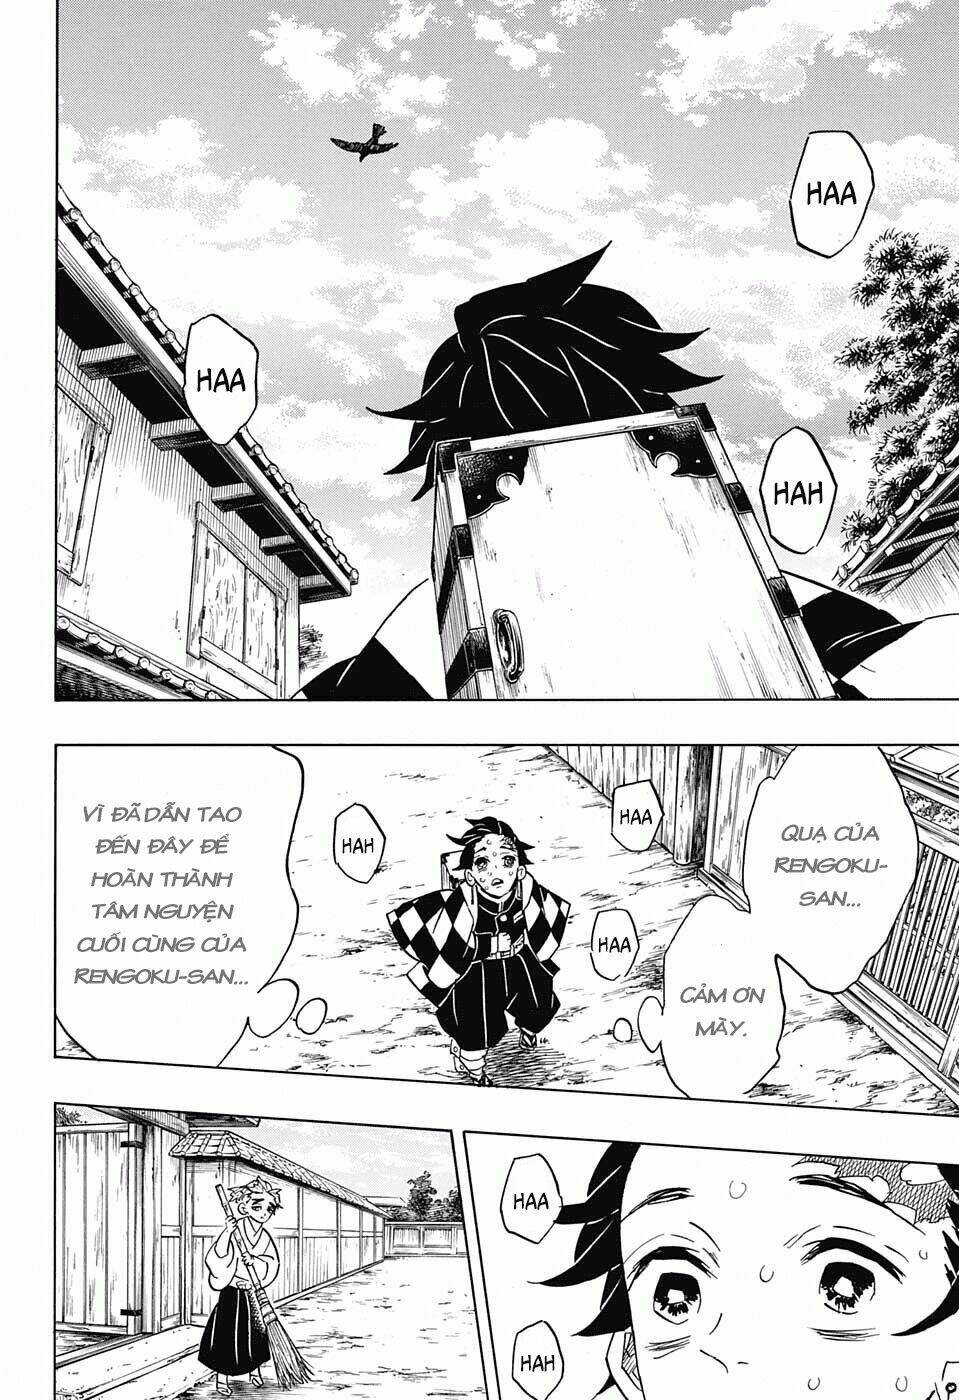 HAA
HAA
HAH
QUẠ CỦA
RENGOKU-
SAN...
CẢM ƠN
MÀY.
HAA
HAA
HAH
VÌ ĐÃ DẪN TAO
ĐẾN ĐÂY ĐỂ
HOÀN THÀNH
TÂM NGUYỆN
CUỐI CÙNG CỦA
RENGOKU-SAN...
HAA
HAH